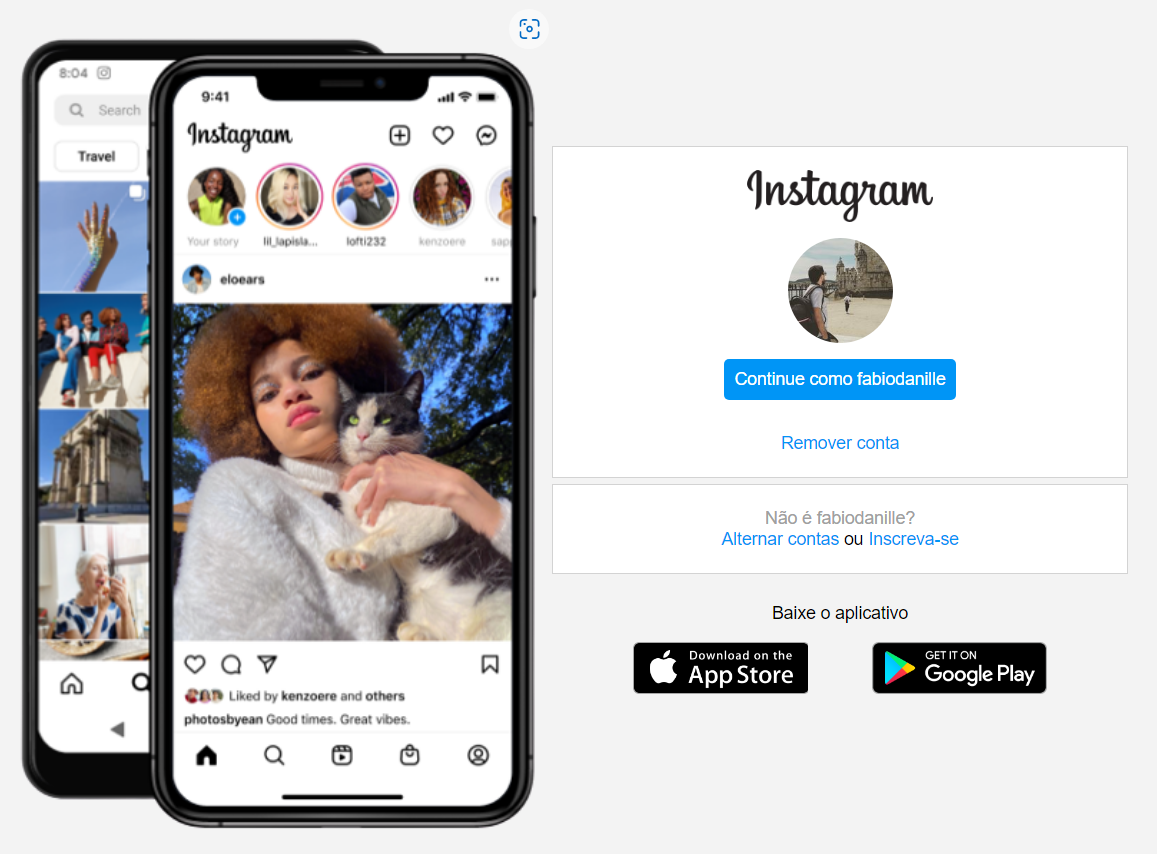 8:04
Search
Travel
9:41
Instagram
Your story
lil_lapisla...
lofti232
kenzoere
sap
eloears
Liked by kenzoere and others
photosbyean Good times. Great vibes.
Instagram
Continue como fabiodanille
Remover conta
Não é fabiodanille?
Alternar contas ou Inscreva-se
Baixe o aplicativo
Download on the
App Store
GET IT ON
Google Play